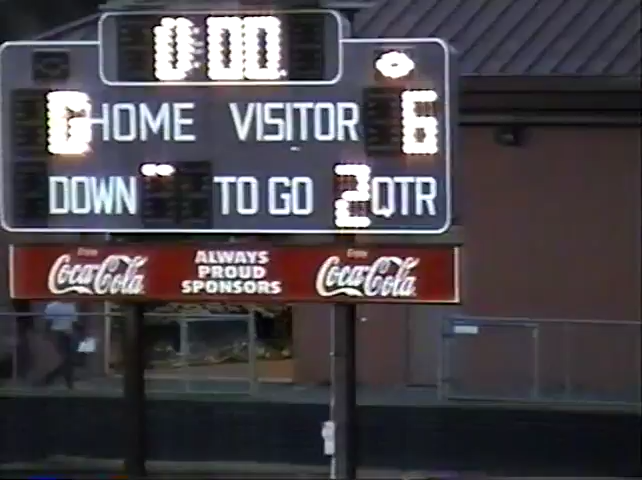 0:00
HOME VISITOR 6
DOWN TO GO 2 QTR
Enjoy Coca-Cola ALWAYS PROUD SPONSORS Enjoy Coca-Cola